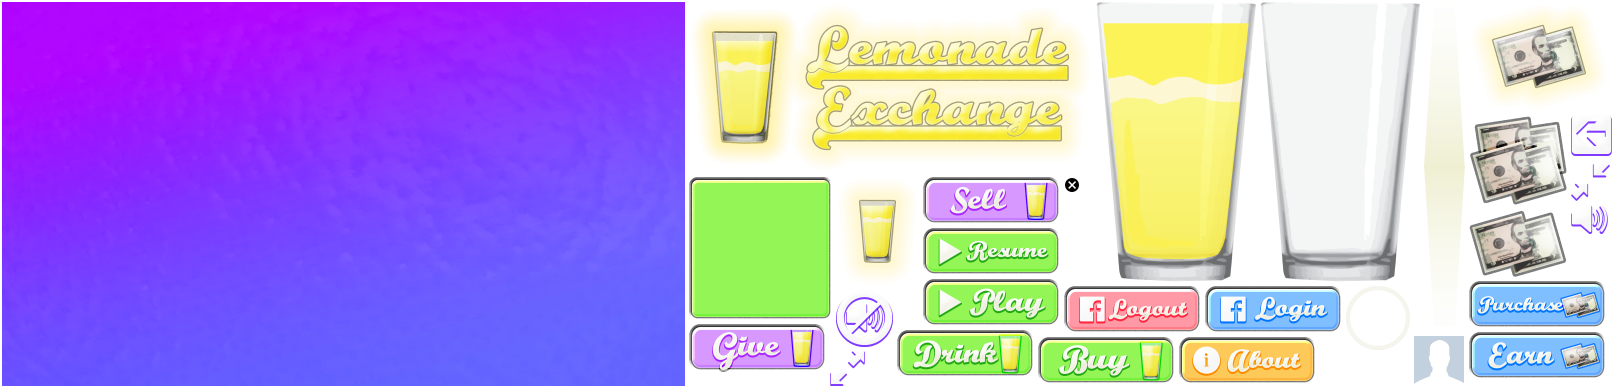 Lemonade
Exchange
Sell
Resume
Play
Logout
Login
Purchase
Give
Drink
Buy
About
Earn